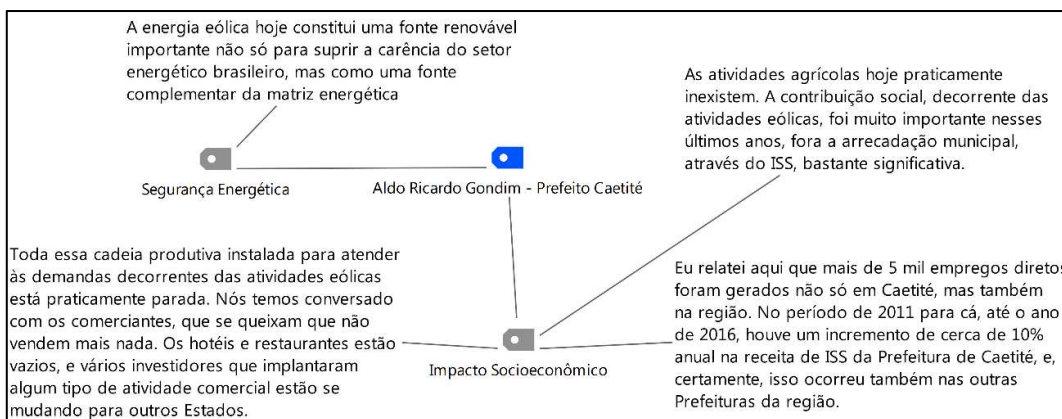 A energia eólica hoje constitui uma fonte renovável
importante não só para suprir a carência do setor
energético brasileiro, mas como uma fonte
complementar da matriz energética
As atividades agrícolas hoje praticamente
inexistem. A contribuição social, decorrente das
atividades eólicas, foi muito importante nesses
últimos anos, fora a arrecadação municipal,
através do ISS, bastante significativa.
Segurança Energética
Aldo Ricardo Gondim - Prefeito Caetité
Toda essa cadeia produtiva instalada para atender
às demandas decorrentes das atividades eólicas
está praticamente parada. Nós temos conversado
com os comerciantes, que se queixam que não
vendem mais nada. Os hotéis e restaurantes estão
vazios, e vários investidores que implantaram
algum tipo de atividade comercial estão se
mudando para outros Estados.
Impacto Socioeconômico
Eu relatei aqui que mais de 5 mil empregos diretos
foram gerados não só em Caetité, mas também
na região. No período de 2011 para cá, até o ano
de 2016, houve um incremento de cerca de 10%
anual na receita de ISS da Prefeitura de Caetité, e,
certamente, isso ocorreu também nas outras
Prefeituras da região.